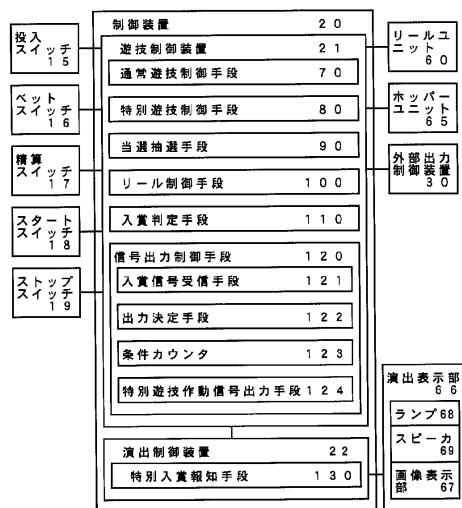 投入
スイッチ
15
ベット
スイッチ
16
精算
スイッチ
17
スタート
スイッチ
18
ストップ
スイッチ
19
制御装置 20
遊技制御装置 21
通常遊技制御手段 70
特別遊技制御手段 80
当選抽選手段 90
リール制御手段 100
入賞判定手段 110
信号出力制御手段 120
入賞信号受信手段 121
出力決定手段 122
条件カウンタ 123
特別遊技作動信号出力手段 124
演出制御装置 22
特別入賞報知手段 130
リールユ
ニット
60
ホッパー
ユニット
65
外部出力
制御装置
30
演出表示部
66
ランプ68
スピーカ
69
画像表示
部 67